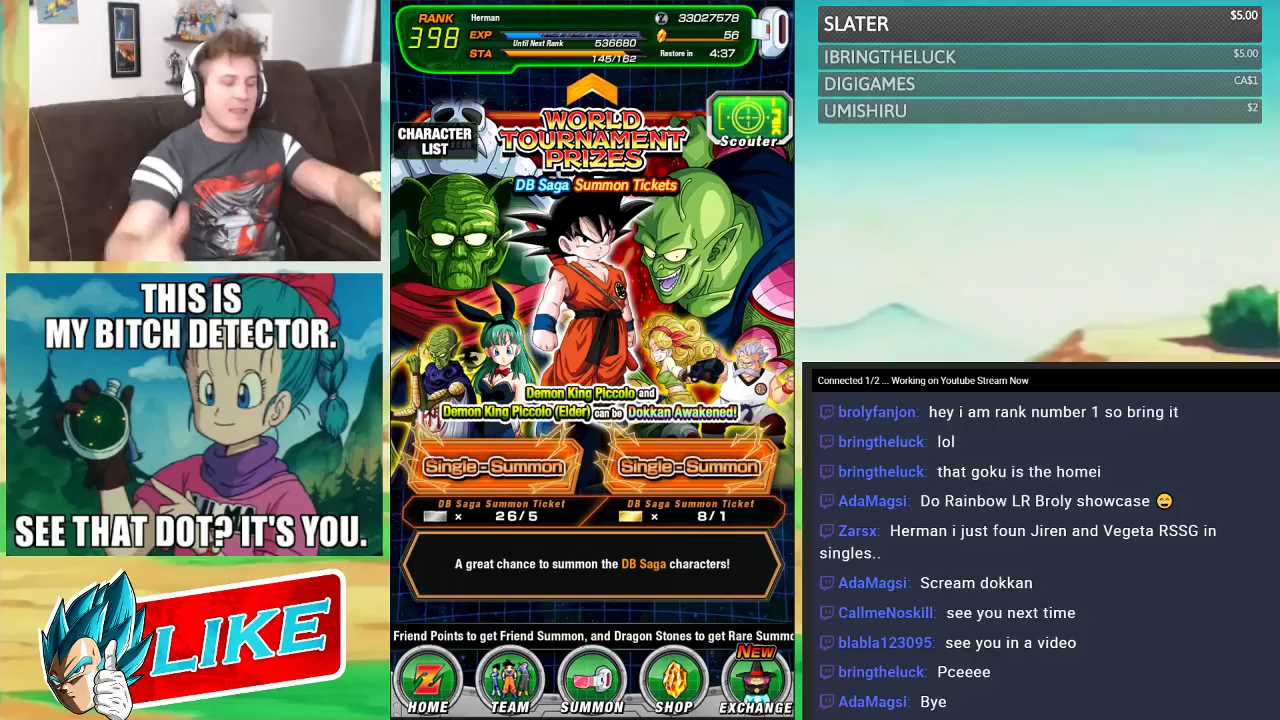 THIS IS
MY BITCH DETECTOR.
SEE THAT DOT? IT'S YOU.
LIKE
RANK
398
Herman
33027578
EXP
Until Next Rank 536680
56
STA
145/162
Restore in 4:37
CHARACTER
LIST
WORLD
TOURNAMENT
PRIZES
DB Saga Summon Tickets
Scouter
Demon King Piccolo and
Demon King Piccolo (Elder) can be Dokkan Awakened!
Single-Summon
Single-Summon
DB Saga Summon Ticket
× 26/5
DB Saga Summon Ticket
× 8/1
A great chance to summon the DB Saga characters!
Friend Points to get Friend Summon, and Dragon Stones to get Rare Summo
HOME
TEAM
SUMMON
SHOP
NEW
EXCHANGE
SLATER $5.00
IBRINGTHELUCK $5.00
DIGIGAMES CA$1
UMISHIRU $2
Connected 1/2 ... Working on Youtube Stream Now
brolyfanjon: hey i am rank number 1 so bring it
bringtheluck: lol
bringtheluck: that goku is the homei
AdaMagsi: Do Rainbow LR Broly showcase 😄
Zarsx: Herman i just foun Jiren and Vegeta RSSG in
singles..
AdaMagsi: Scream dokkan
CallmeNoskill: see you next time
blabla123095: see you in a video
bringtheluck: Pceeee
AdaMagsi: Bye